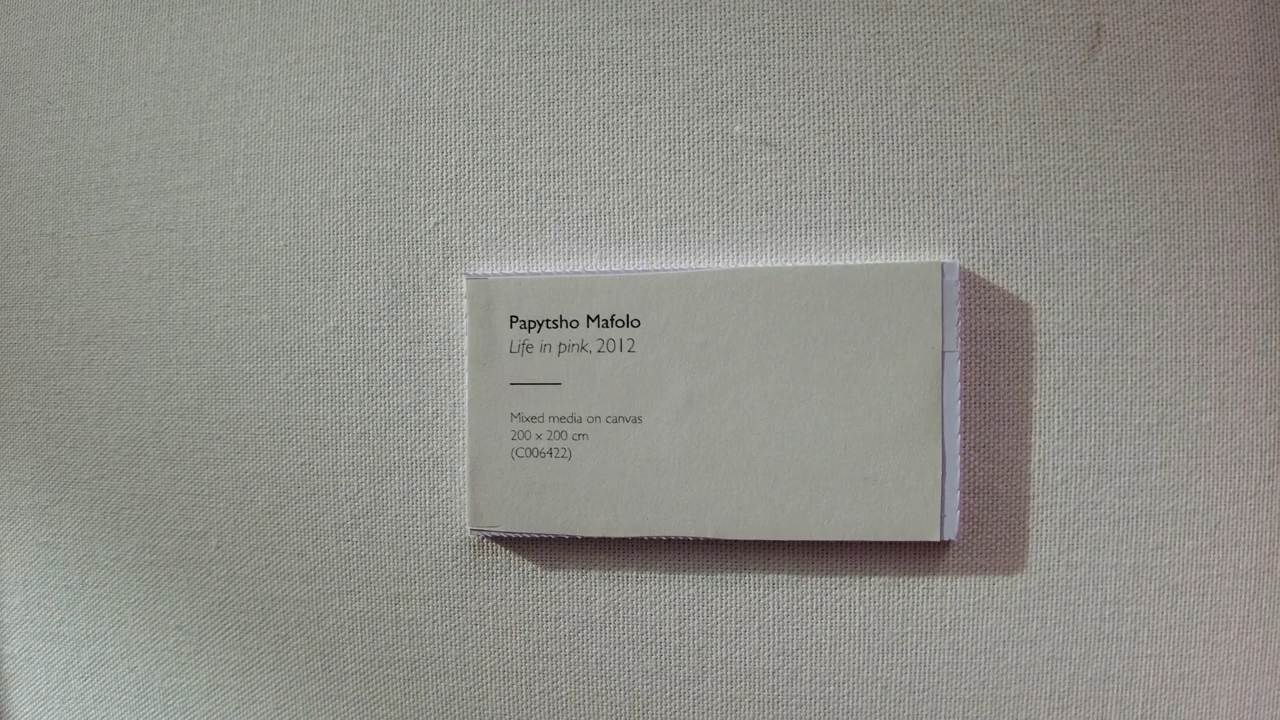 Papytsho Mafolo
Life in pink, 2012
Mixed media on canvas
200 x 200 cm
(C006422)